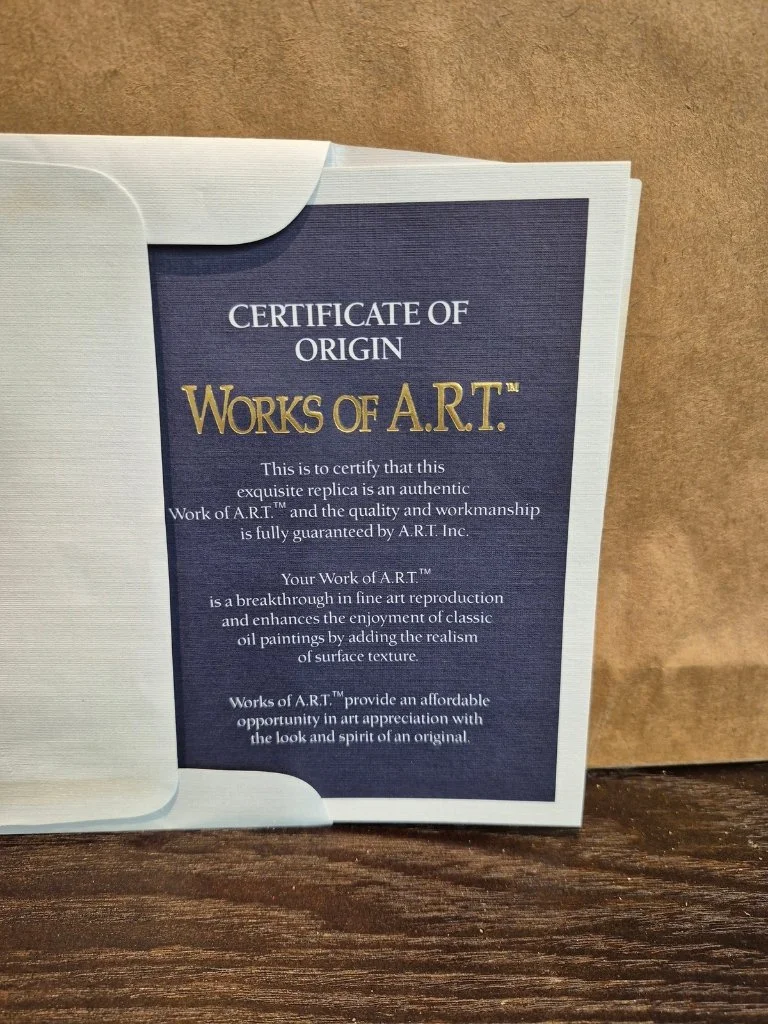 CERTIFICATE OF
ORIGIN
WORKS OF A.R.T.™
This is to certify that this
exquisite replica is an authentic
Work of A.R.T.™ and the quality and workmanship
is fully guaranteed by A.R.T. Inc.
Your Work of A.R.T.™
is a breakthrough in fine art reproduction
and enhances the enjoyment of classic
oil paintings by adding the realism
of surface texture.
Works of A.R.T.™ provide an affordable
opportunity in art appreciation with
the look and spirit of an original.